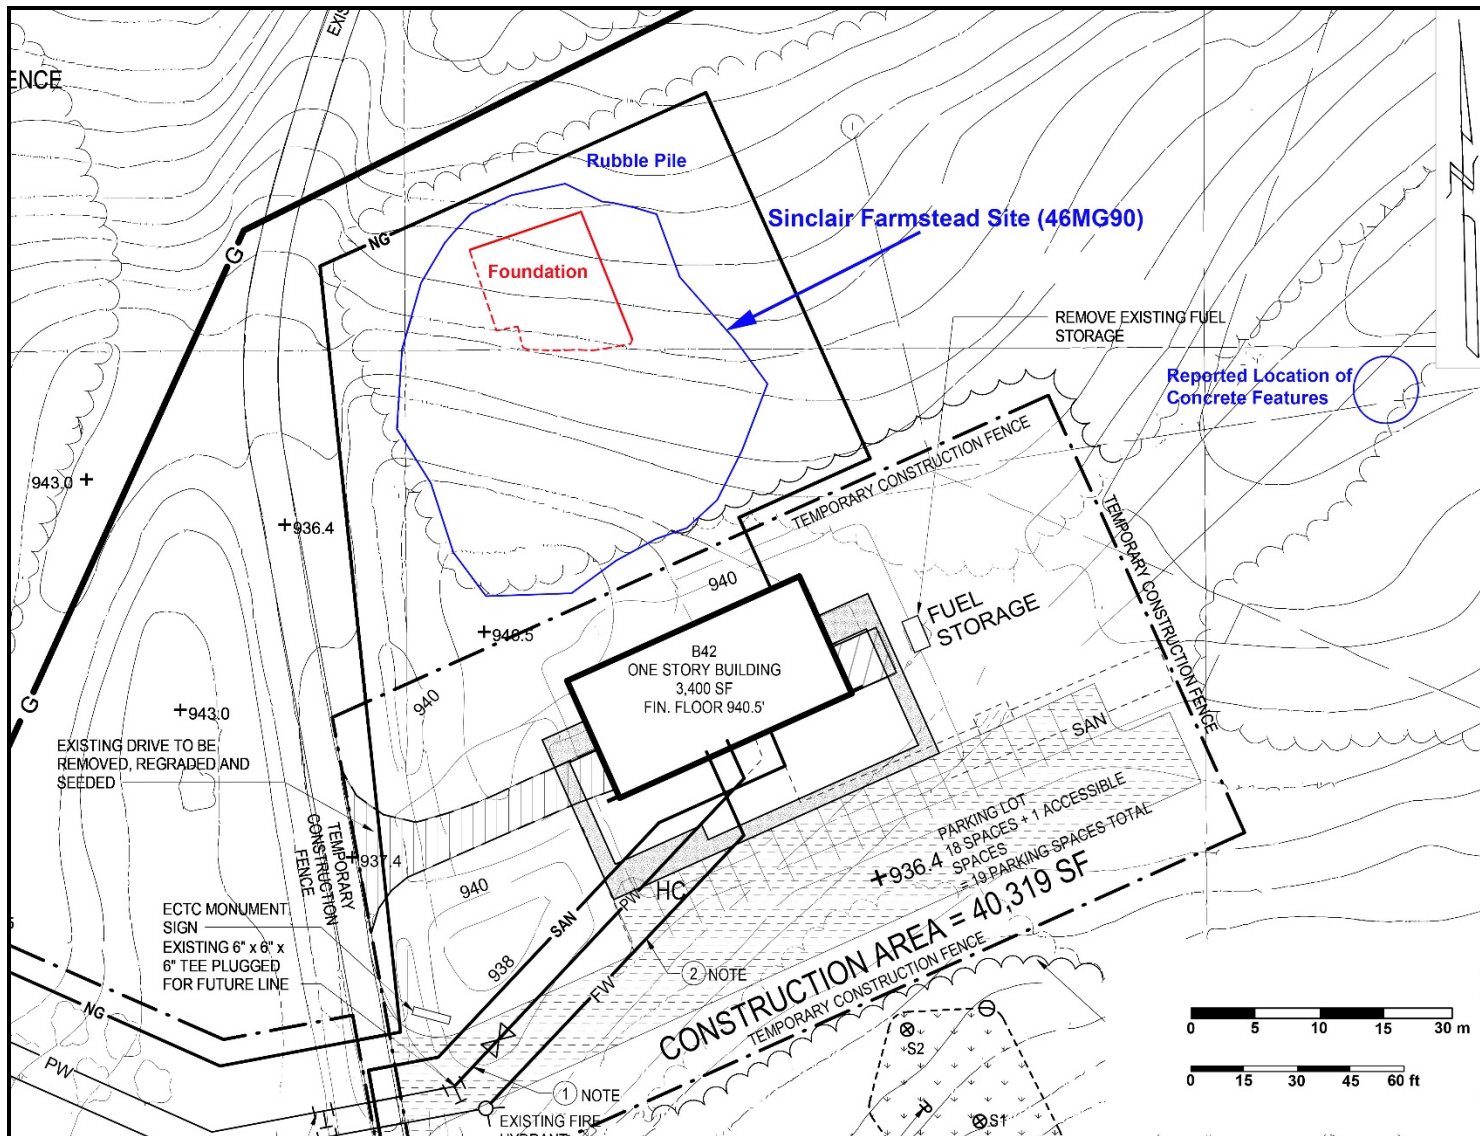 EXIS
ENCE
Rubble Pile
Sinclair Farmstead Site (46MG90)
G
NG
Foundation
REMOVE EXISTING FUEL
STORAGE
Reported Location of
Concrete Features
TEMPORARY CONSTRUCTION FENCE
TEMPORARY CONSTRUCTION FENCE
943.0
936.4
940
FUEL
STORAGE
940.5
B42
ONE STORY BUILDING
3,400 SF
FIN. FLOOR 940.5'
940
G
943.0
SAN
EXISTING DRIVE TO BE
REMOVED, REGRADED AND
SEEDED
TEMPORARY
CONSTRUCTION
FENCE
937.4
PARKING LOT
18 SPACES + 1 ACCESSIBLE
SPACES
= 19 PARKING SPACES TOTAL
936.4
940
HC
PW
SAN
ECTC MONUMENT
SIGN
EXISTING 6" x 6" x
6" TEE PLUGGED
FOR FUTURE LINE
938
FW
2 NOTE
CONSTRUCTION AREA = 40,319 SF
TEMPORARY CONSTRUCTION FENCE
NG
PW
1 NOTE
EXISTING FIRE
HYDRANT
S2
P
S1
0 5 10 15 30 m
0 15 30 45 60 ft